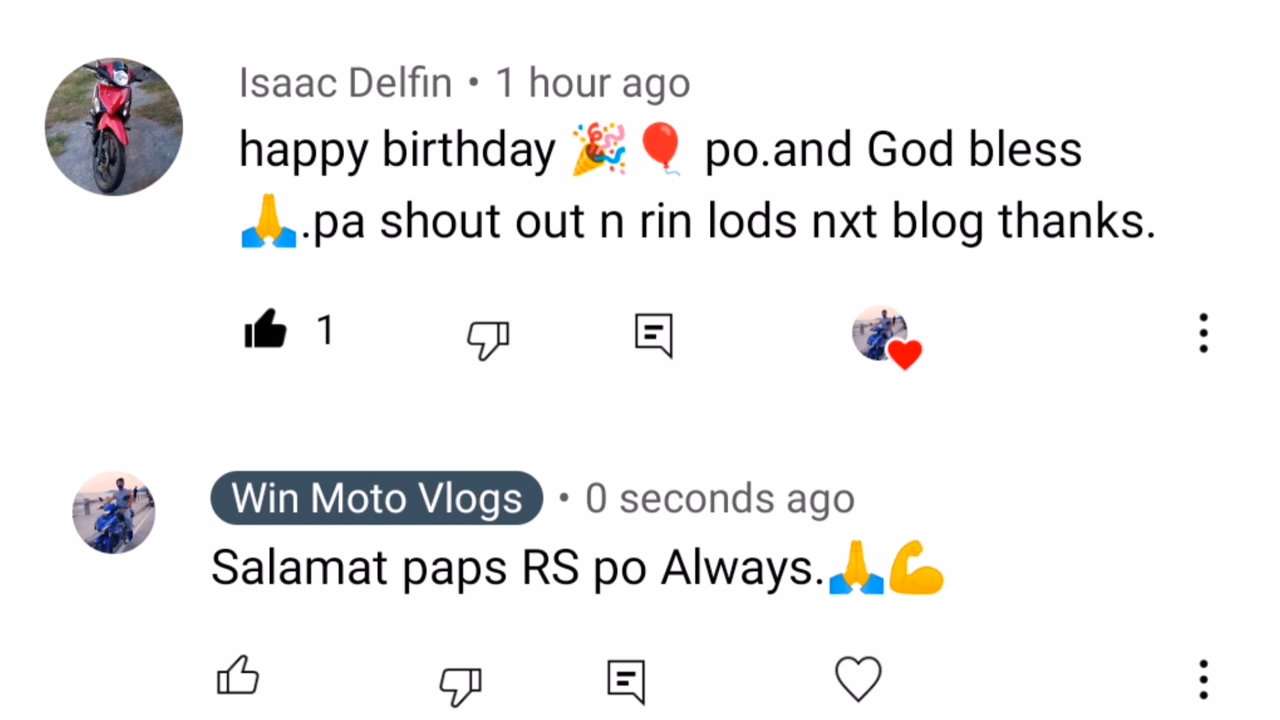 Isaac Delfin • 1 hour ago
happy birthday 🎉🎈 po.and God bless
🙏.pa shout out n rin lods nxt blog thanks.
1
Win Moto Vlogs • 0 seconds ago
Salamat paps RS po Always.🙏💪